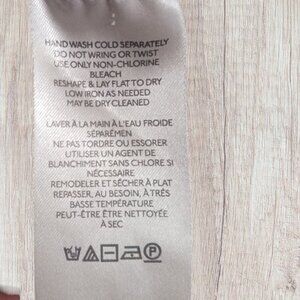 HAND WASH COLD SEPARATELY
DO NOT WRING OR TWIST
USE ONLY NON-CHLORINE
BLEACH
RESHAPE & LAY FLAT TO DRY
LOW IRON AS NEEDED
MAY BE DRY CLEANED
LAVER À LA MAIN À L'EAU FROIDE
SÉPARÉMEN
NE PAS TORDRE OU ESSORER
UTILISER UN AGENT DE
BLANCHIMENT SANS CHLORE SI
NÉCESSAIRE
REMODELER ET SÉCHER À PLAT
REPASSER, AU BESOIN, À TRÈS
BASSE TEMPÉRATURE
PEUT-ÊTRE ÊTRE NETTOYÉE
À SEC
P